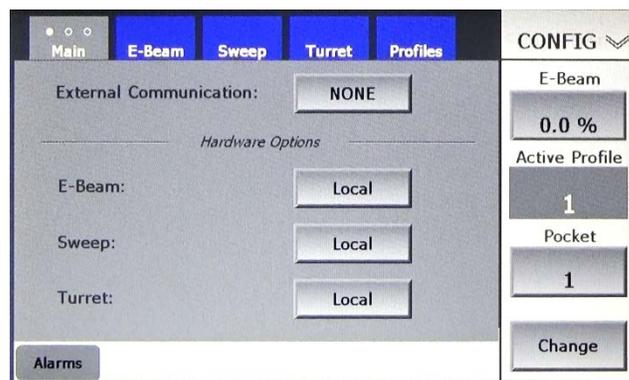 Main E-Beam Sweep Turret Profiles
CONFIG
External Communication: NONE
Hardware Options
E-Beam: Local
Sweep: Local
Turret: Local
Alarms
E-Beam
0.0 %
Active Profile
1
Pocket
1
Change